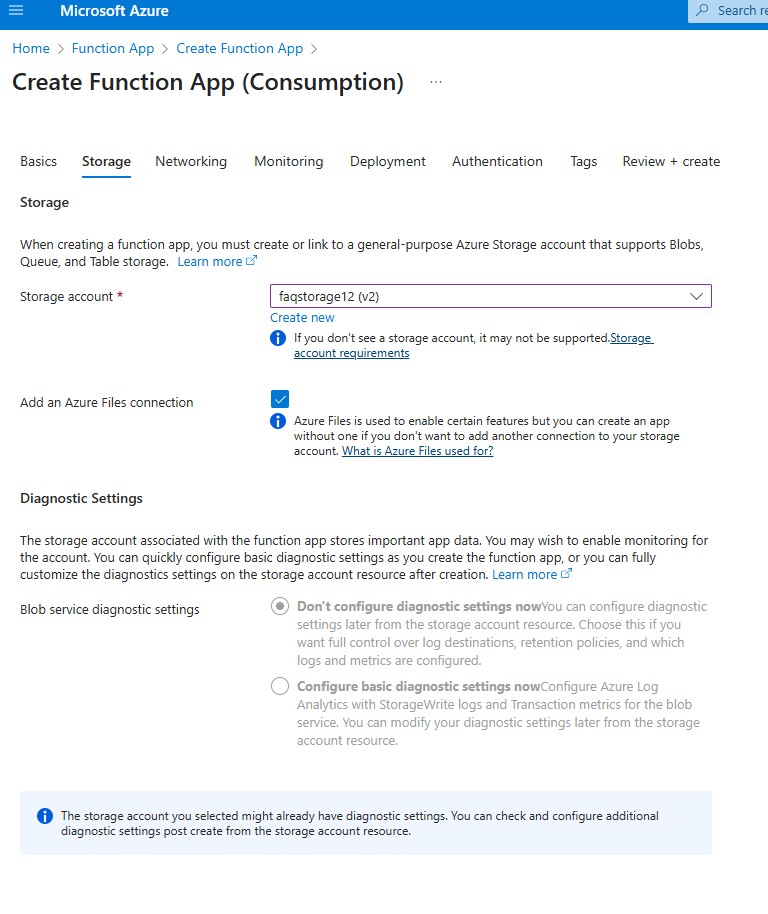 Microsoft Azure
Search re
Home > Function App > Create Function App >
Create Function App (Consumption) ...
Basics Storage Networking Monitoring Deployment Authentication Tags Review + create
Storage
When creating a function app, you must create or link to a general-purpose Azure Storage account that supports Blobs,
Queue, and Table storage. Learn more
Storage account *
faqstorage12 (v2)
Create new
If you don't see a storage account, it may not be supported.Storage
account requirements
Add an Azure Files connection
Azure Files is used to enable certain features but you can create an app
without one if you don't want to add another connection to your storage
account. What is Azure Files used for?
Diagnostic Settings
The storage account associated with the function app stores important app data. You may wish to enable monitoring for
the account. You can quickly configure basic diagnostic settings as you create the function app, or you can fully
customize the diagnostics settings on the storage account resource after creation. Learn more
Blob service diagnostic settings
Don't configure diagnostic settings nowYou can configure diagnostic
settings later from the storage account resource. Choose this if you
want full control over log destinations, retention policies, and which
logs and metrics are configured.
Configure basic diagnostic settings nowConfigure Azure Log
Analytics with StorageWrite logs and Transaction metrics for the blob
service. You can modify your diagnostic settings later from the storage
account resource.
The storage account you selected might already have diagnostic settings. You can check and configure additional
diagnostic settings post create from the storage account resource.